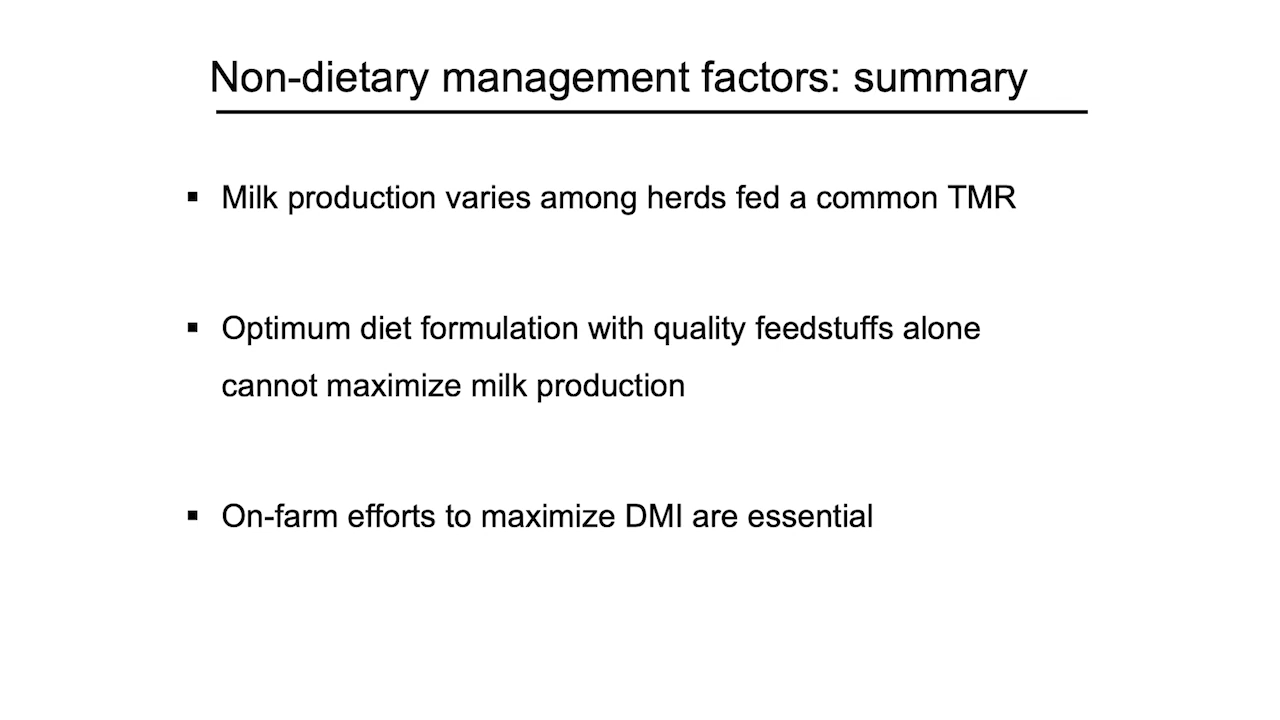 Non-dietary management factors: summary
▪ Milk production varies among herds fed a common TMR
▪ Optimum diet formulation with quality feedstuffs alone
cannot maximize milk production
▪ On-farm efforts to maximize DMI are essential